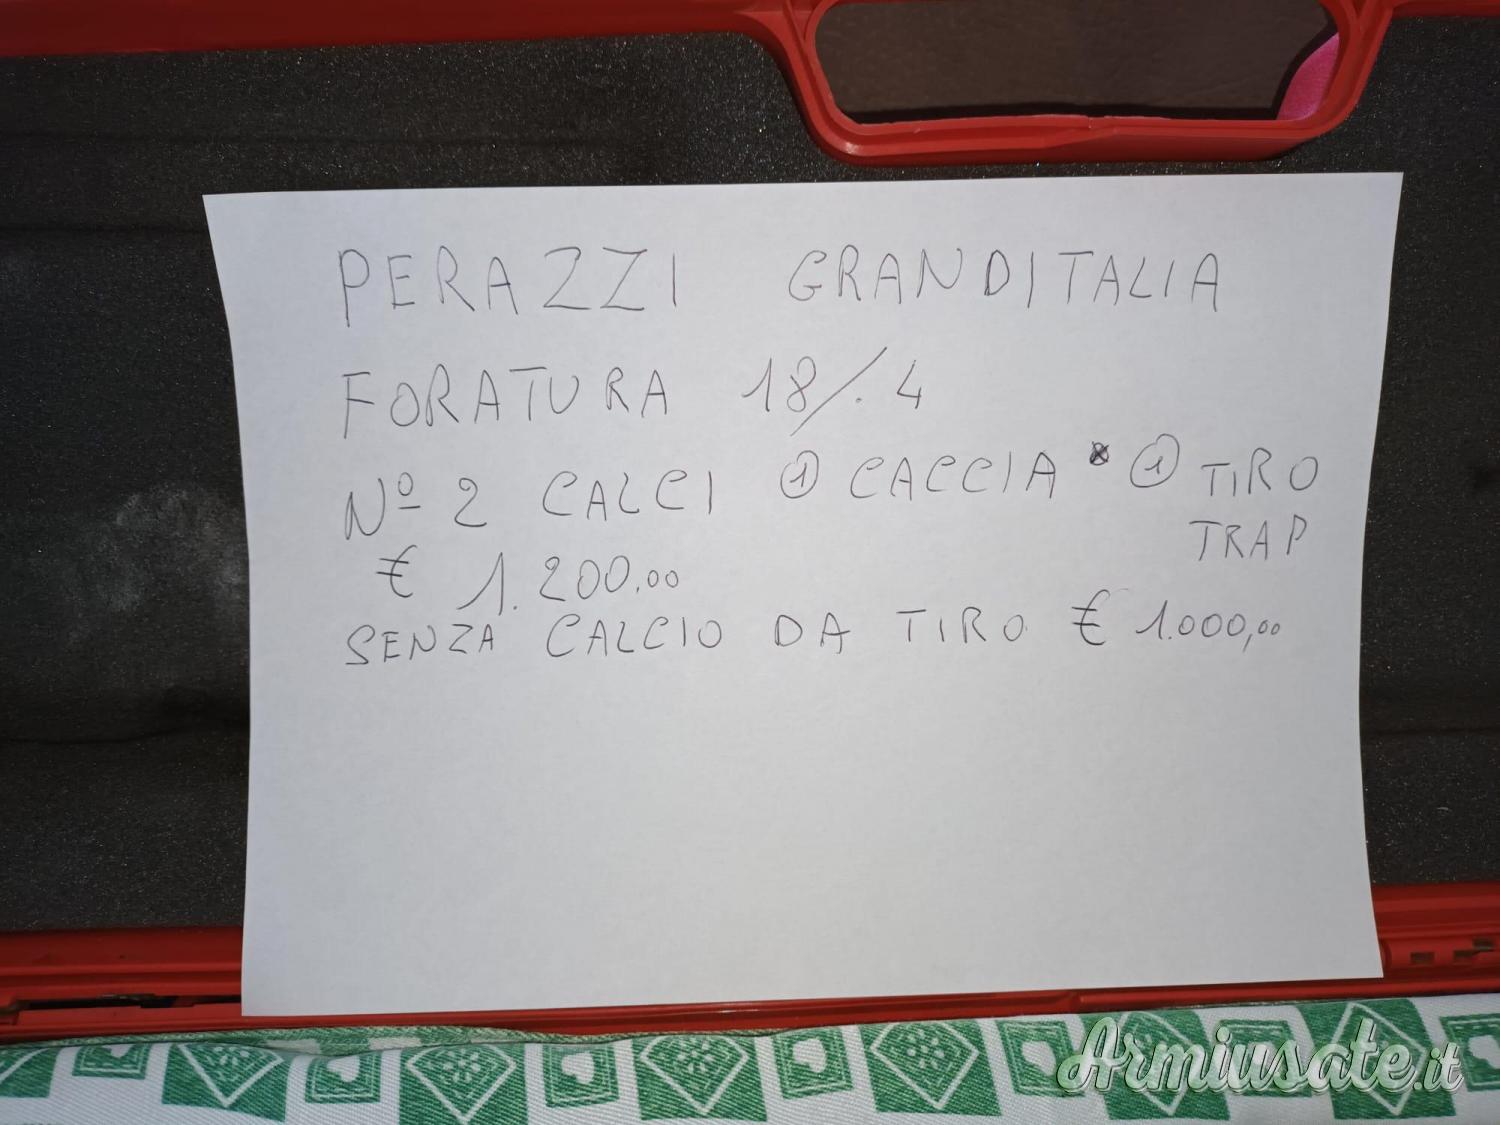 PERAZZI GRANDITALIA
FORATURA 18/.4
Nº 2 CALCI ① CACCIA ① TIRO
TRAP
€ 1.200,00
SENZA CALCIO DA TIRO € 1.000,00
Armiusate.it